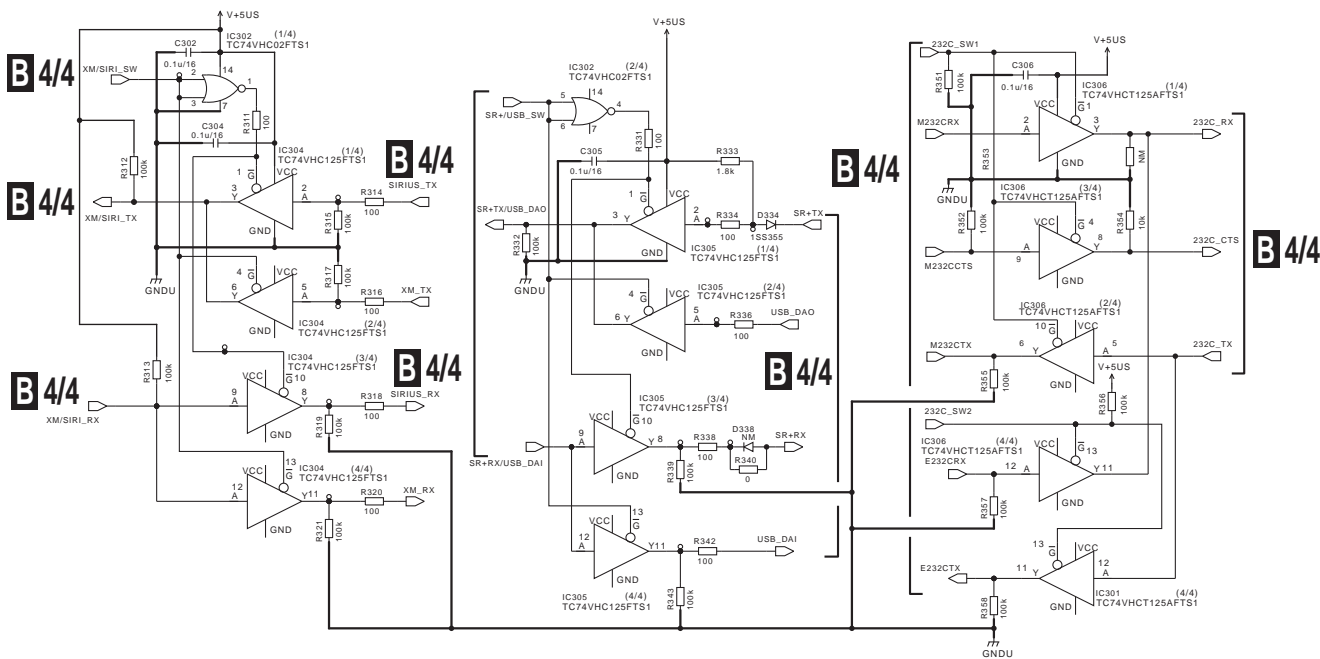 V+5US
IC302 (1/4)
TC74VHC02FTS1
C302
0.1u/16
B 4/4
XM/SIRI_SW
2
3
14
1
7
R311
100
C304
0.1u/16
IC304 (1/4)
TC74VHC125FTS1
B 4/4
SIRIUS_TX
R312
100k
1
G
VCC
3
Y
2
A
R314
100
B 4/4
XM/SIRI_TX
R315
100k
GND
GNDU
R317
100k
4
G
VCC
6
Y
5
A
R316
100
XM_TX
GND
IC304 (2/4)
TC74VHC125FTS1
R313
100k
IC304 (3/4)
TC74VHC125FTS1
B 4/4
SIRIUS_RX
VCC
G
10
9
A
8
Y
R318
100
B 4/4
XM/SIRI_RX
GND
R319
100k
IC304 (4/4)
TC74VHC125FTS1
VCC
13
G
12
A
Y11
R320
100
XM_RX
GND
R321
100k
V+5US
IC302 (2/4)
TC74VHC02FTS1
SR+/USB_SW
5
6
14
4
7
R331
100
C305
0.1u/16
R333
1.8k
1
G
VCC
SR+TX/USB_DAO
3
Y
2
A
R334
100
D334
1SS355
SR+TX
R332
100k
GND
IC305
TC74VHC125FTS1
(1/4)
GNDU
IC305 (2/4)
TC74VHC125FTS1
4
G
VCC
6
Y
5
A
R336
100
USB_DAO
GND
B 4/4
IC305 (3/4)
TC74VHC125FTS1
VCC
G
10
9
A
Y
8
R338
100
D338
NM
R340
0
SR+RX
SR+RX/USB_DAI
GND
R339
100k
VCC
13
G
12
A
Y11
R342
100
USB_DAI
GND
IC305 (4/4)
TC74VHC125FTS1
R343
100k
232C_SW1
V+5US
R351
100k
C306
0.1u/16
IC306 (1/4)
TC74VHCT125AFTS1
VCC
G
1
M232CRX
2
A
3
Y
232C_RX
R353
NM
GND
B 4/4
GNDU
IC306 (3/4)
TC74VHCT125AFTS1
R352
100k
VCC
G
4
R354
10k
M232CCTS
A
9
8
Y
232C_CTS
B 4/4
GND
IC306 (2/4)
TC74VHCT125AFTS1
10
G
VCC
M232CTX
6
Y
5
A
232C_TX
R355
100k
GND
V+5US
R356
100k
232C_SW2
IC306 (4/4)
TC74VHCT125AFTS1
VCC
G
13
E232CRX
12
A
Y11
R357
100k
GND
13
G
VCC
E232CTX
11
Y
12
A
R358
100k
GND
IC301 (4/4)
TC74VHCT125AFTS1
GNDU